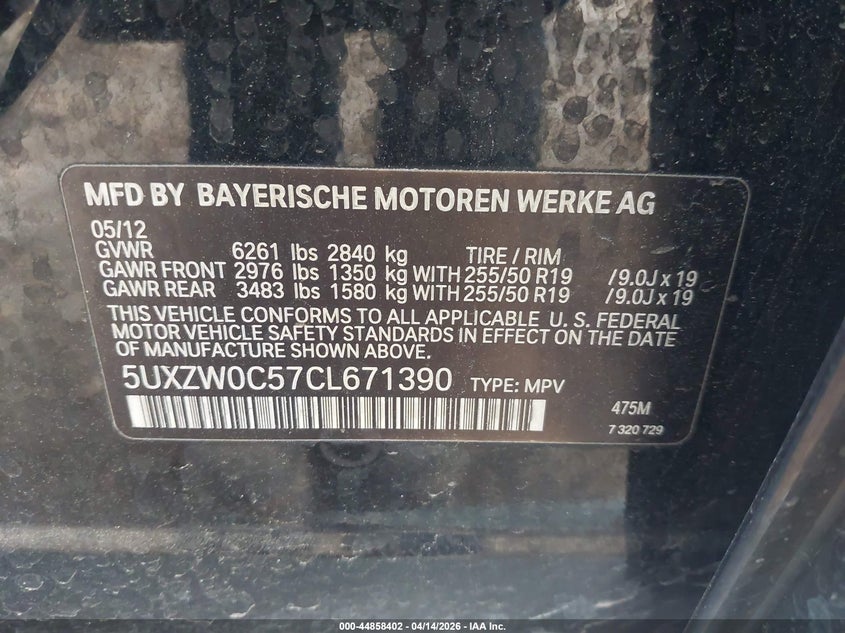 MFD BY BAYERISCHE MOTOREN WERKE AG
05/12
GVWR 6261 lbs 2840 kg TIRE / RIM
GAWR FRONT 2976 lbs 1350 kg WITH 255/50 R19 /9.0J x 19
GAWR REAR 3483 lbs 1580 kg WITH 255/50 R19 /9.0J x 19
THIS VEHICLE CONFORMS TO ALL APPLICABLE U. S. FEDERAL
MOTOR VEHICLE SAFETY STANDARDS IN EFFECT ON THE DATE
OF MANUFACTURE SHOWN ABOVE.
5UXZW0C57CL671390 TYPE: MPV
475M
7 320 729
000-44858402 - 04/14/2026 - IAA Inc.